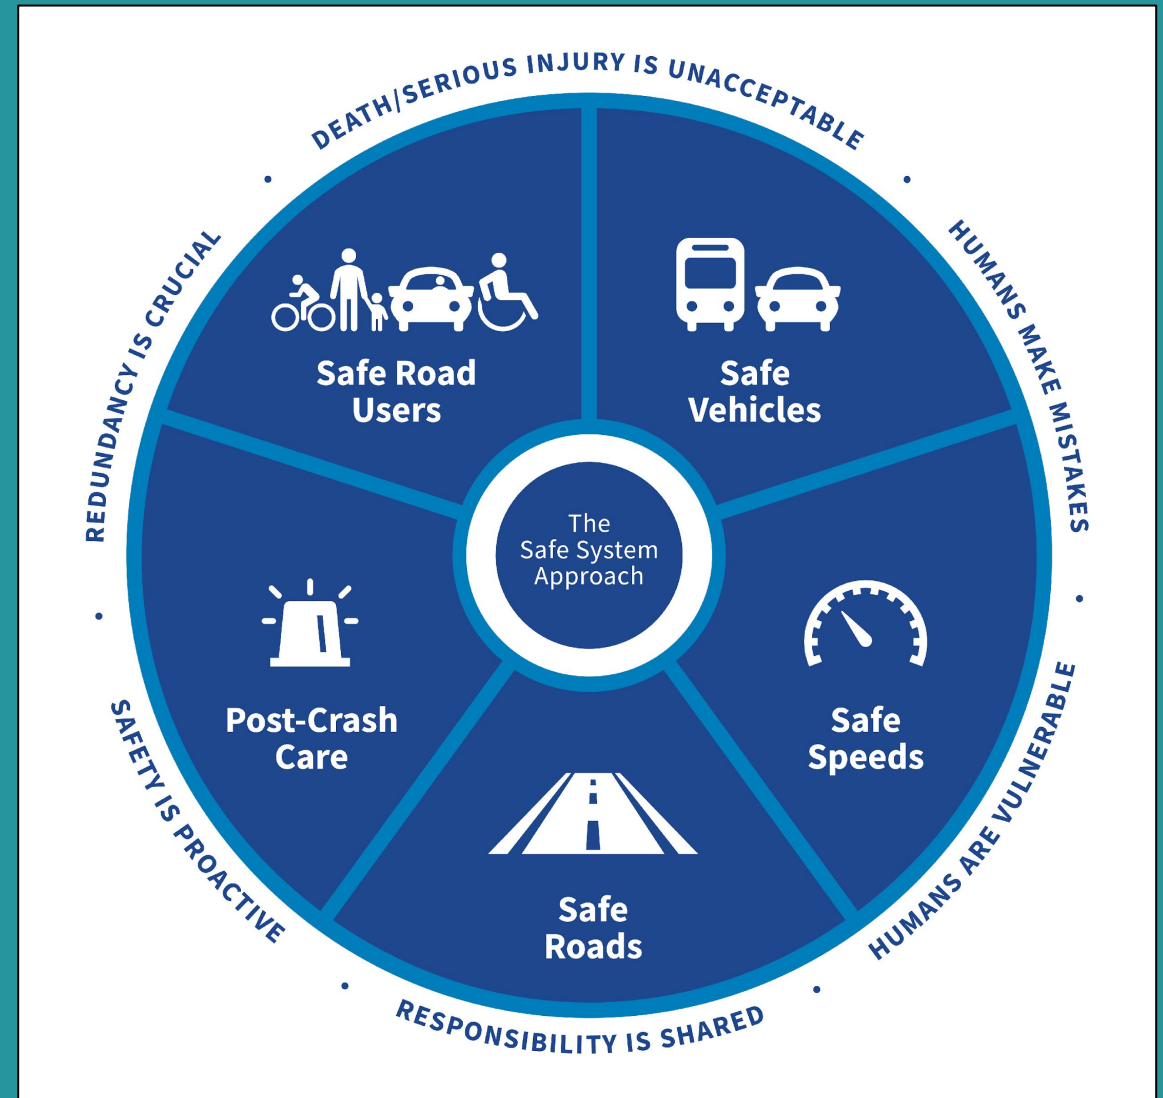 DEATH/SERIOUS INJURY IS UNACCEPTABLE
HUMANS MAKE MISTAKES
HUMANS ARE VULNERABLE
RESPONSIBILITY IS SHARED
SAFETY IS PROACTIVE
REDUNDANCY IS CRUCIAL
Safe Road
Users
Safe
Vehicles
The
Safe System
Approach
Safe
Speeds
Safe
Roads
Post-Crash
Care